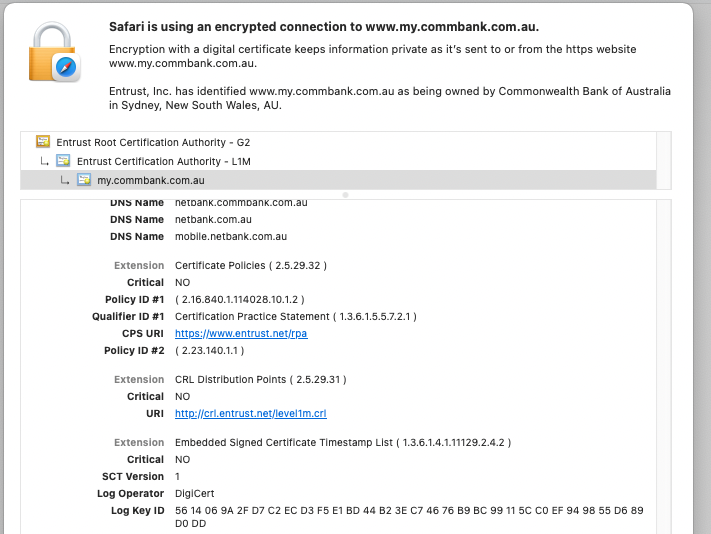 Safari is using an encrypted connection to www.my.commbank.com.au.
Encryption with a digital certificate keeps information private as it's sent to or from the https website
www.my.commbank.com.au.
Entrust, Inc. has identified www.my.commbank.com.au as being owned by Commonwealth Bank of Australia
in Sydney, New South Wales, AU.
Entrust Root Certification Authority - G2
Entrust Certification Authority - L1M
my.commbank.com.au
DNS Name netbank.commbank.com.au
DNS Name netbank.com.au
DNS Name mobile.netbank.com.au
Extension Certificate Policies ( 2.5.29.32 )
Critical NO
Policy ID #1 ( 2.16.840.1.114028.10.1.2 )
Qualifier ID #1 Certification Practice Statement ( 1.3.6.1.5.5.7.2.1 )
CPS URI https://www.entrust.net/rpa
Policy ID #2 ( 2.23.140.1.1 )
Extension CRL Distribution Points ( 2.5.29.31 )
Critical NO
URI http://crl.entrust.net/level1m.crl
Extension Embedded Signed Certificate Timestamp List ( 1.3.6.1.4.1.11129.2.4.2 )
Critical NO
SCT Version 1
Log Operator DigiCert
Log Key ID 56 14 06 9A 2F D7 C2 EC D3 F5 E1 BD 44 B2 3E C7 46 76 B9 BC 99 11 5C C0 EF 94 98 55 D6 89
D0 DD